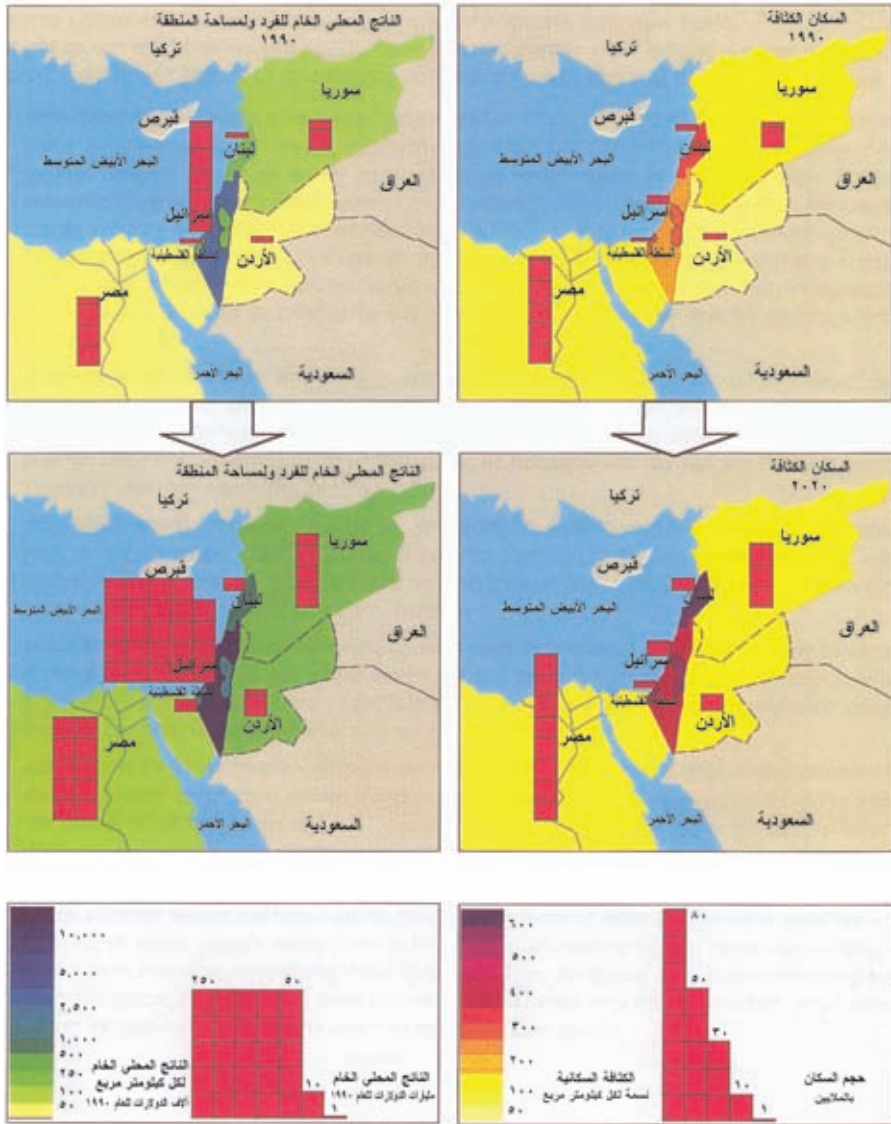 الناتج المحلي الخام للفرد ولمساحة المنطقة
١٩٩٠
تركيا
سوريا
قبرص
لبنان
البحر الأبيض المتوسط
العراق
إسرائيل
السلطة الفلسطينية
الأردن
مصر
البحر الأحمر
السعودية
السكان الكثافة
١٩٩٠
تركيا
سوريا
قبرص
لبنان
البحر الأبيض المتوسط
العراق
إسرائيل
السلطة الفلسطينية
الأردن
مصر
البحر الأحمر
السعودية
الناتج المحلي الخام للفرد ولمساحة المنطقة
تركيا
سوريا
قبرص
لبنان
البحر الأبيض المتوسط
العراق
إسرائيل
السلطة الفلسطينية
الأردن
مصر
البحر الأحمر
السعودية
السكان الكثافة
٢٠٢٠
تركيا
سوريا
قبرص
لبنان
البحر الأبيض المتوسط
العراق
إسرائيل
السلطة الفلسطينية
الأردن
مصر
البحر الأحمر
السعودية
١٠,٠٠٠
٥,٠٠٠
٢,٥٠٠
١,٠٠٠
٥٠٠
٢٥٠
١٠٠
٥٠
الناتج المحلي الخام
لكل كيلومتر مربع
آلاف الدولارات للعام ١٩٩٠
٢٥٠
٥٠
١٠
١
الناتج المحلي الخام
مليارات الدولارات للعام ١٩٩٠
٦٠٠
٥٠٠
٤٠٠
٣٠٠
٢٠٠
١٠٠
٥٠
الكثافة السكانية
نسمة لكل كيلومتر مربع
٨٠
٥٠
٣٠
١٠
١
حجم السكان
بالملايين